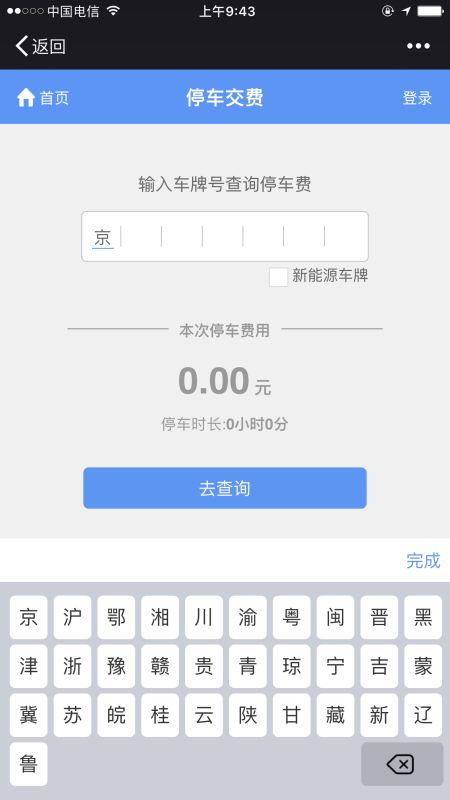 中国电信 上午9:43
返回
首页 停车交费 登录
输入车牌号查询停车费
京
新能源车牌
本次停车费用
0.00 元
停车时长:0小时0分
去查询
完成
京 沪 鄂 湘 川 渝 粤 闽 晋 黑
津 浙 豫 赣 贵 青 琼 宁 吉 蒙
冀 苏 皖 桂 云 陕 甘 藏 新 辽
鲁